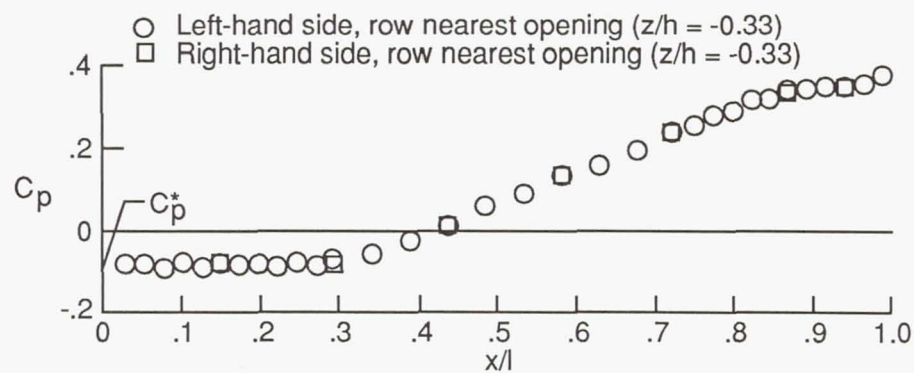 Left-hand side, row nearest opening (z/h = -0.33)
Right-hand side, row nearest opening (z/h = -0.33)
.4
.2
Cp
C*p
0
-.2
0 .1 .2 .3 .4 .5 .6 .7 .8 .9 1.0
x/l